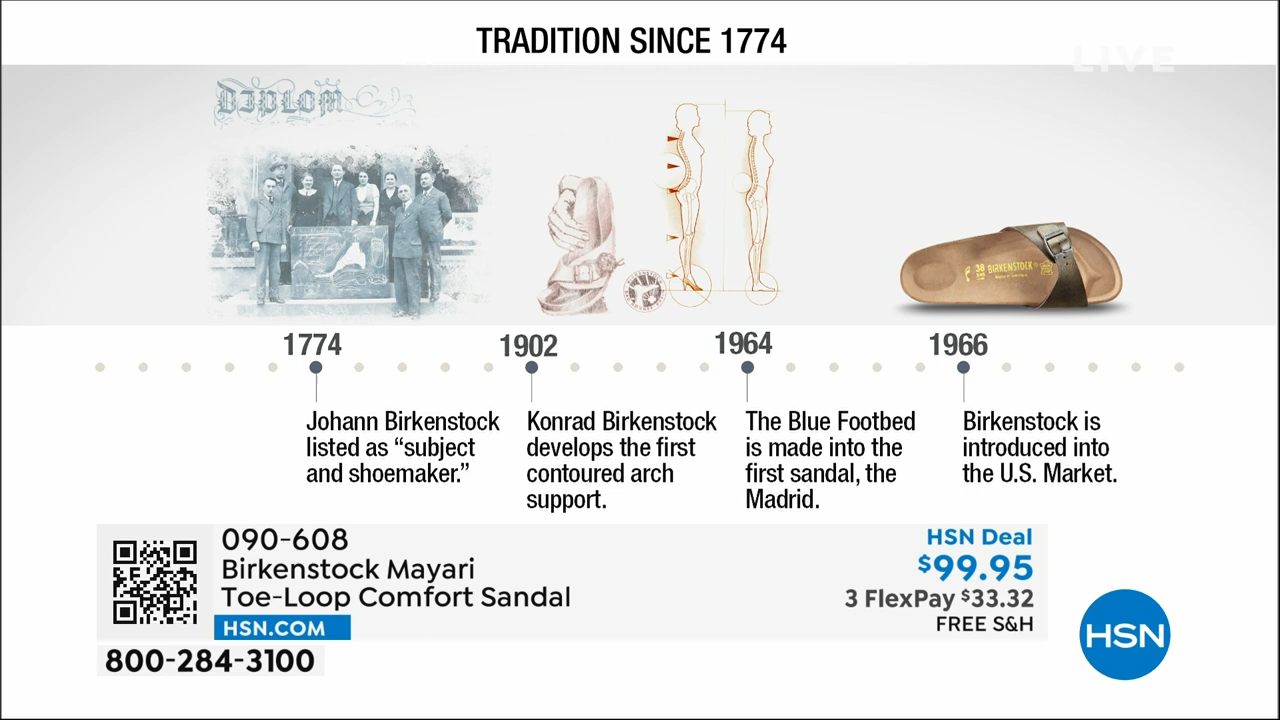 TRADITION SINCE 1774
LIVE
Diplom
38
BIRKENSTOCK
1774
1902
1964
1966
Johann Birkenstock
listed as “subject
and shoemaker.”
Konrad Birkenstock
develops the first
contoured arch
support.
The Blue Footbed
is made into the
first sandal, the
Madrid.
Birkenstock is
introduced into
the U.S. Market.
090-608
Birkenstock Mayari
Toe-Loop Comfort Sandal
HSN.COM
800-284-3100
HSN Deal
$99.95
3 FlexPay $33.32
FREE S&H
HSN